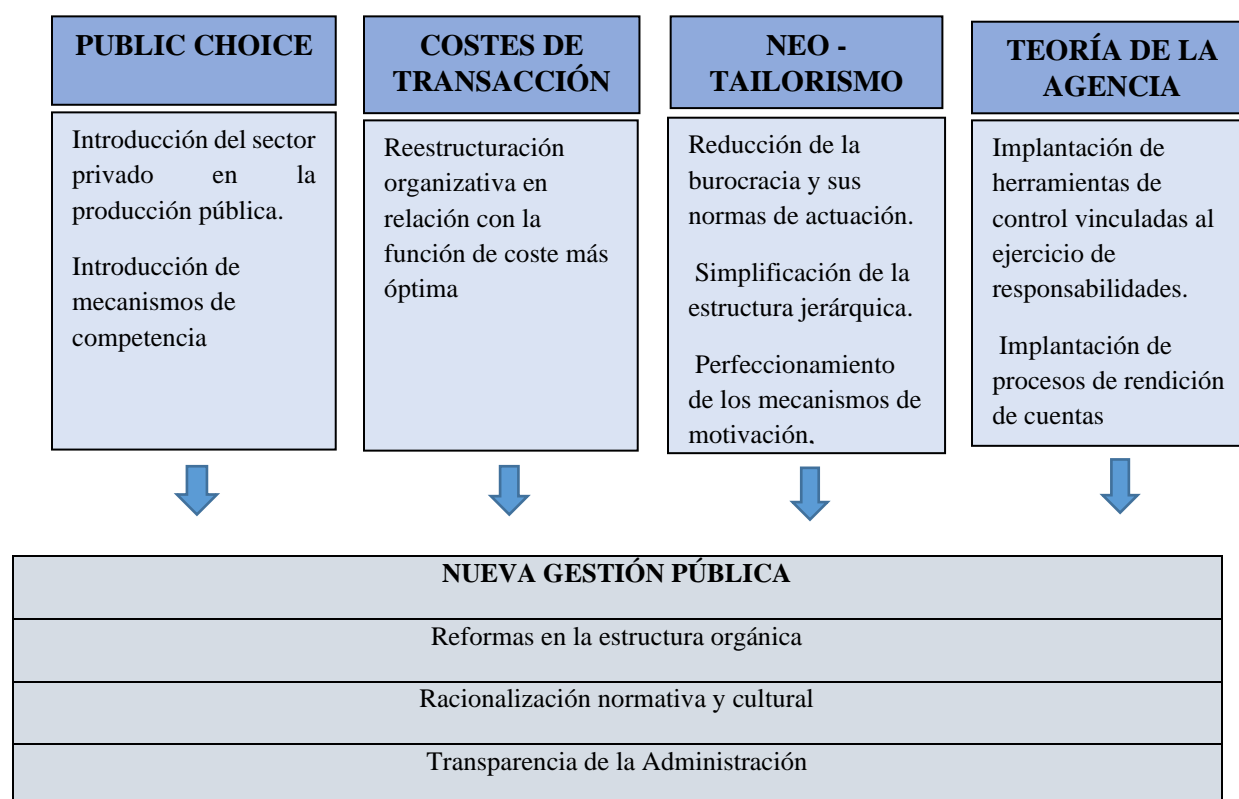 PUBLIC CHOICE
Introducción del sector
privado en la
producción pública.
Introducción de
mecanismos de
competencia
COSTES DE
TRANSACCIÓN
Reestructuración
organizativa en
relación con la
función de coste más
óptima
NEO -
TAILORISMO
Reducción de la
burocracia y sus
normas de actuación.
Simplificación de la
estructura jerárquica.
Perfeccionamiento
de los mecanismos de
motivación,
TEORÍA DE LA
AGENCIA
Implantación de
herramientas de
control vinculadas al
ejercicio de
responsabilidades.
Implantación de
procesos de rendición
de cuentas
NUEVA GESTIÓN PÚBLICA
Reformas en la estructura orgánica
Racionalización normativa y cultural
Transparencia de la Administración